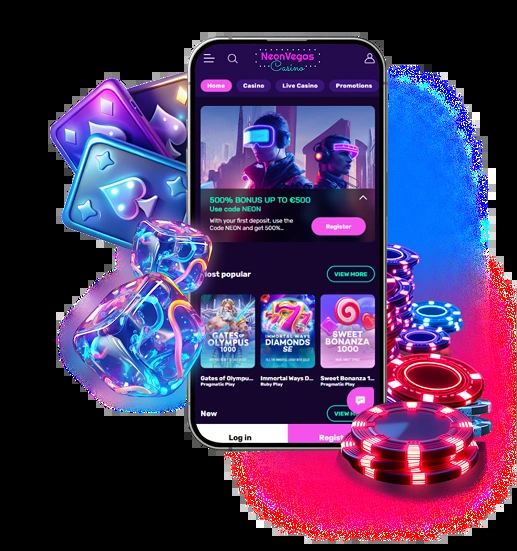 NeonVegas
Casino
Home Casino Live Casino Promotions
500% BONUS UP TO €500
Use code NEON
With your first deposit, use the
Code NEON and get 500%...
Register
Most popular
VIEW MORE
GATES OF
OLYMPUS
1000
IMMORTAL WAYS
DIAMONDS
SE
SWEET
BONANZA
1000
Gates of Olympu...
Immortal Ways D...
Sweet Bonanza 1...
Pragmatic Play
Ruby Play
Pragmatic Play
New
VIEW M
Log in
Regist